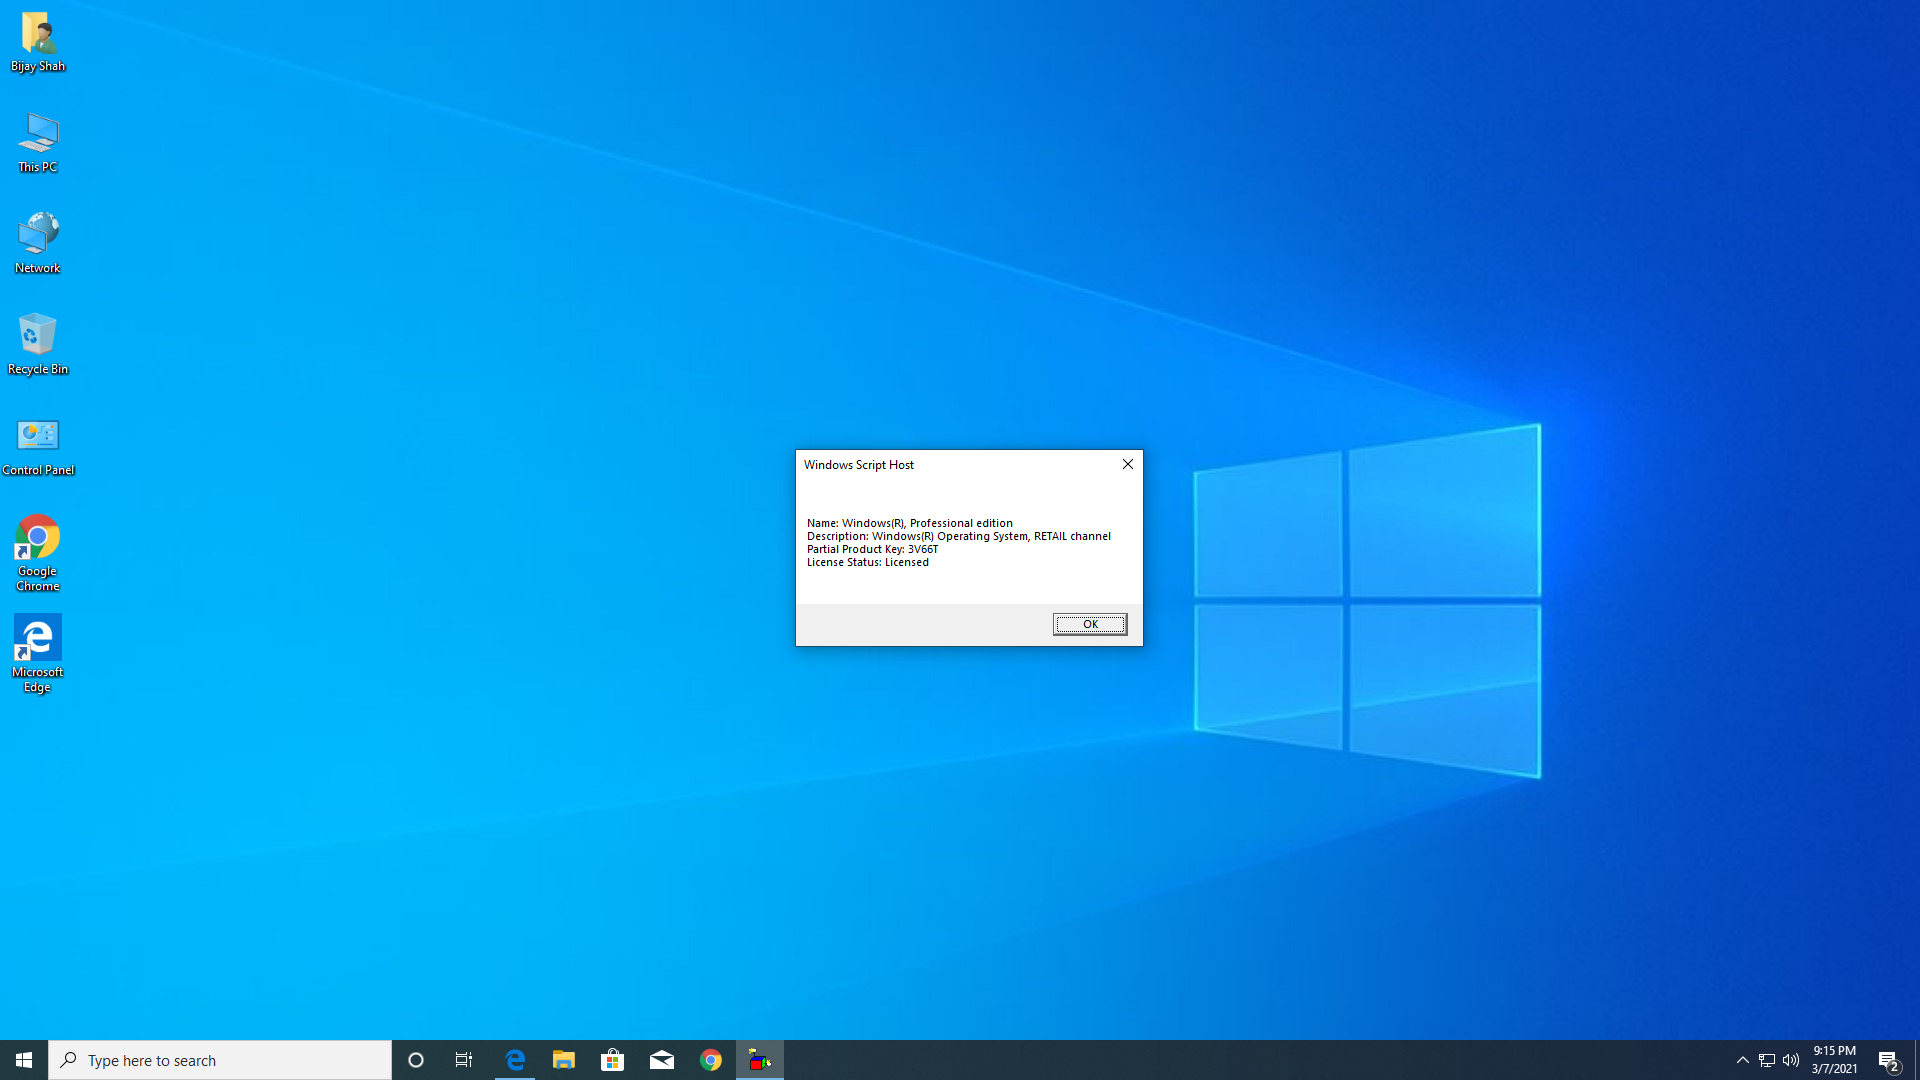 Bijay Shah
This PC
Network
Recycle Bin
Control Panel
Google
Chrome
Microsoft
Edge
Windows Script Host
Name: Windows(R), Professional edition
Description: Windows(R) Operating System, RETAIL channel
Partial Product Key: 3V66T
License Status: Licensed
OK
Type here to search
9:15 PM
3/7/2021
2